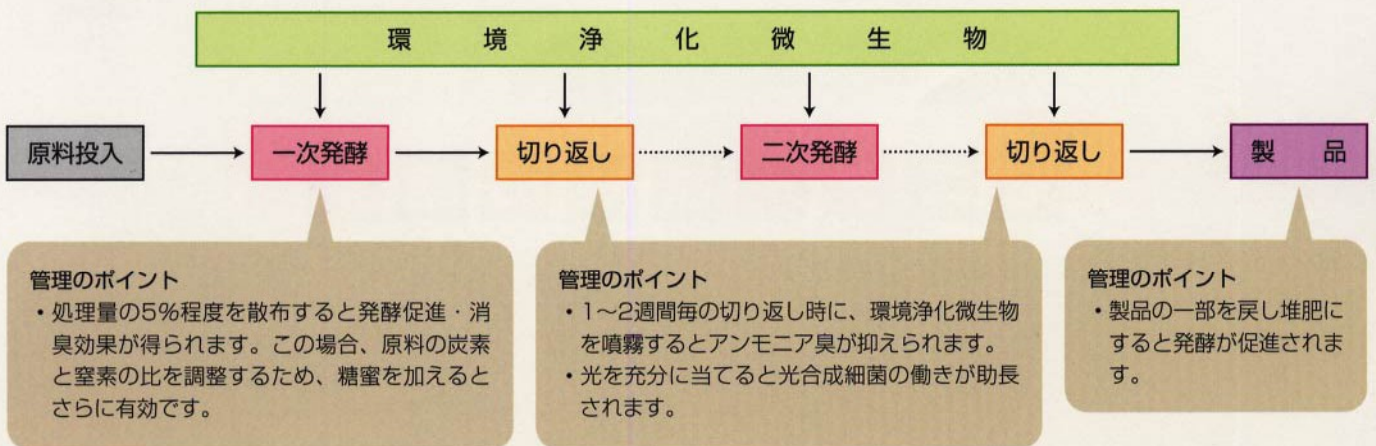 環境浄化微生物
原料投入
一次発酵
切り返し
二次発酵
切り返し
製品
管理のポイント
・処理量の5%程度を散布すると発酵促進・消
臭効果が得られます。この場合、原料の炭素
と窒素の比を調整するため、糖蜜を加えると
さらに有効です。
管理のポイント
・1〜2週間毎の切り返し時に、環境浄化微生物
を噴霧するとアンモニア臭が抑えられます。
・光を充分に当てると光合成細菌の働きが助長
されます。
管理のポイント
・製品の一部を戻し堆肥に
すると発酵が促進されま
す。